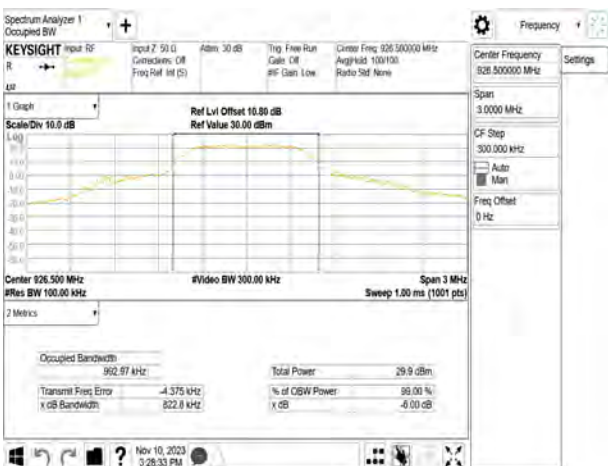 Spectrum Analyzer 1
Occupied BW
+
Frequency
KEYSIGHT
Input: RF
Input Z: 50 Ω
Corrections: Off
Freq Ref: Int (S)
Atten: 30 dB
Trig: Free Run
Gate: Off
#IF Gain: Low
Center Freq: 926.500000 MHz
Avg|Hold: 100/100
Radio Std: None
R
Center Frequency
926.500000 MHz
Settings
Span
3.0000 MHz
CF Step
300.000 kHz
Auto
Man
Freq Offset
0 Hz
1 Graph
Scale/Div 10.0 dB
Ref Lvl Offset 10.80 dB
Ref Value 30.00 dBm
Log
Center 926.500 MHz
#Video BW 300.00 kHz
Span 3 MHz
#Res BW 100.00 kHz
Sweep 1.00 ms (1001 pts)
2 Metrics
Occupied Bandwidth
992.97 kHz
Total Power
29.9 dBm
Transmit Freq Error
-4.375 kHz
% of OBW Power
99.00 %
x dB Bandwidth
822.8 kHz
x dB
-6.00 dB
?
Nov 10, 2023
3:28:33 PM